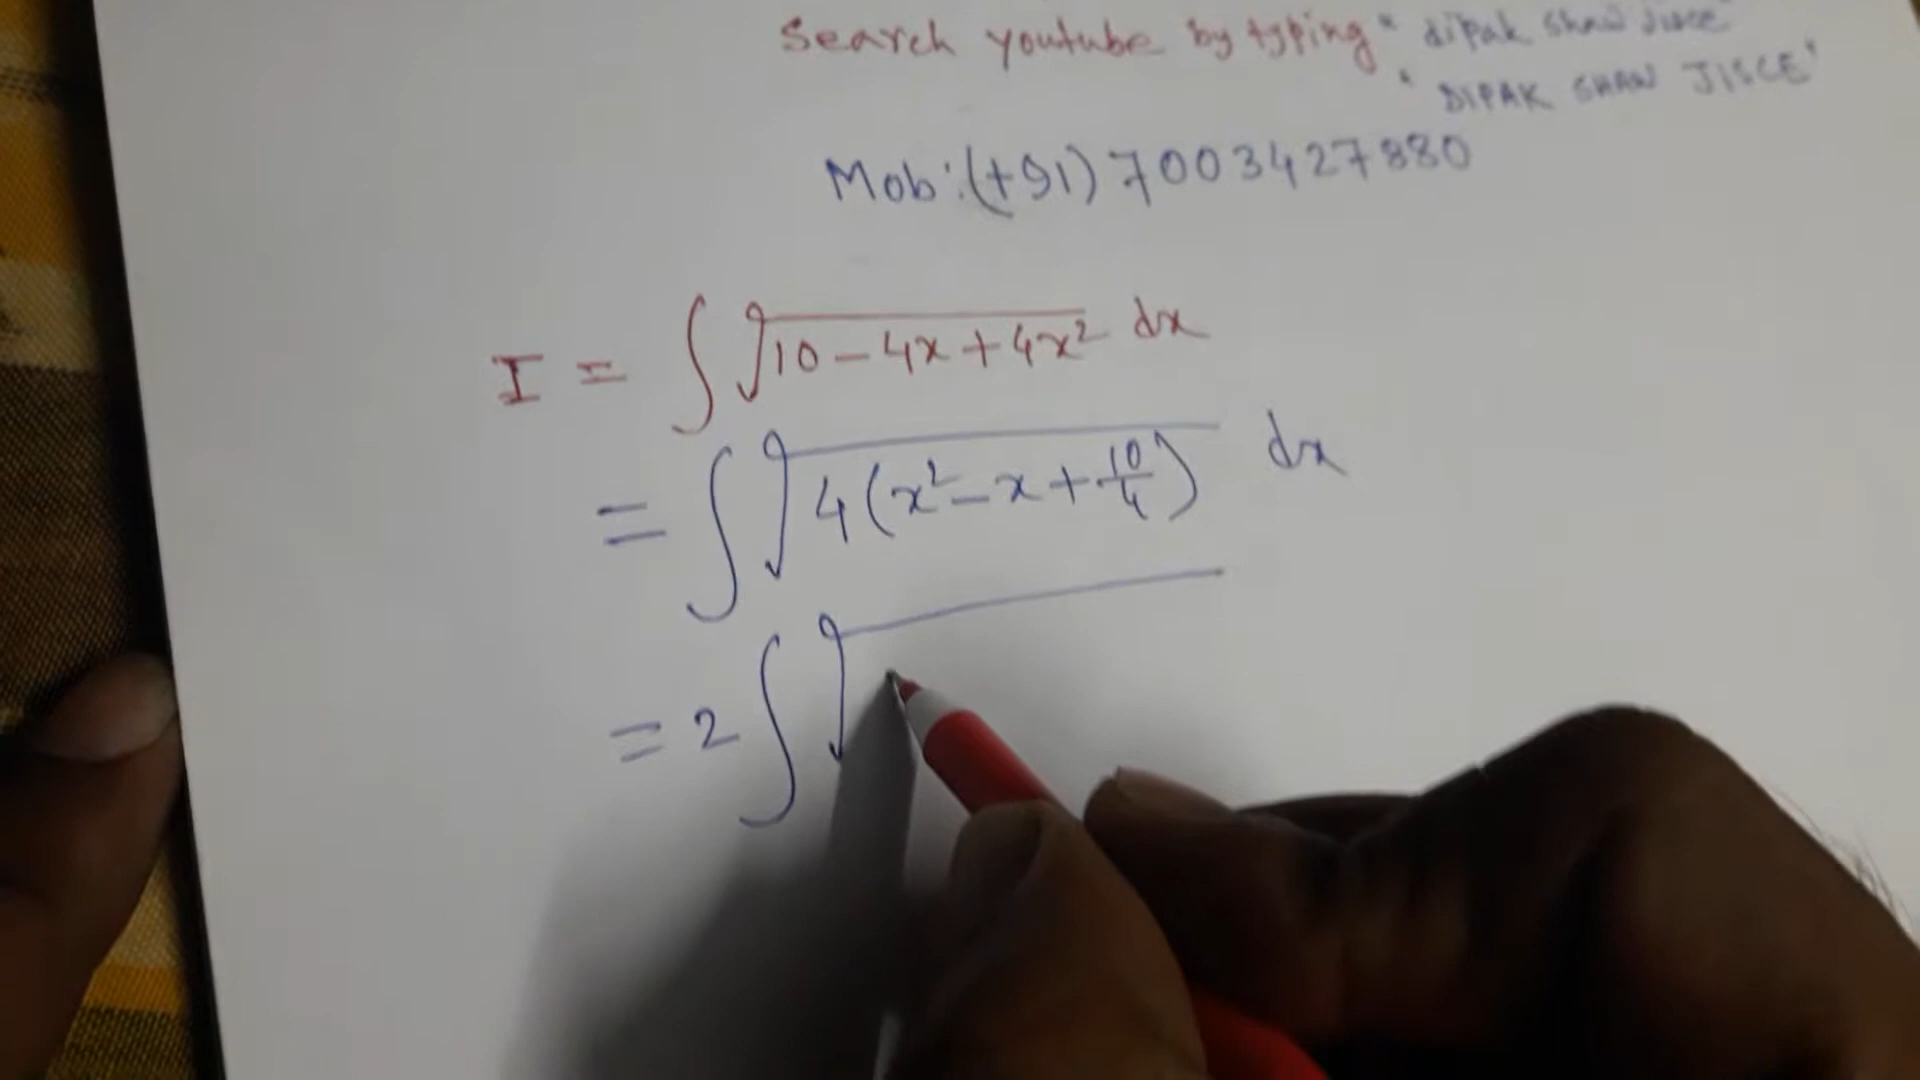 Search youtube by typing " dipak shaw jisce"
" DIPAK SHAW JISCE"
Mob:(+91) 7003427880
I = ∫ √(10 - 4x + 4x²) dx
= ∫ √(4(x² - x + 10/4)) dx
= 2 ∫ √